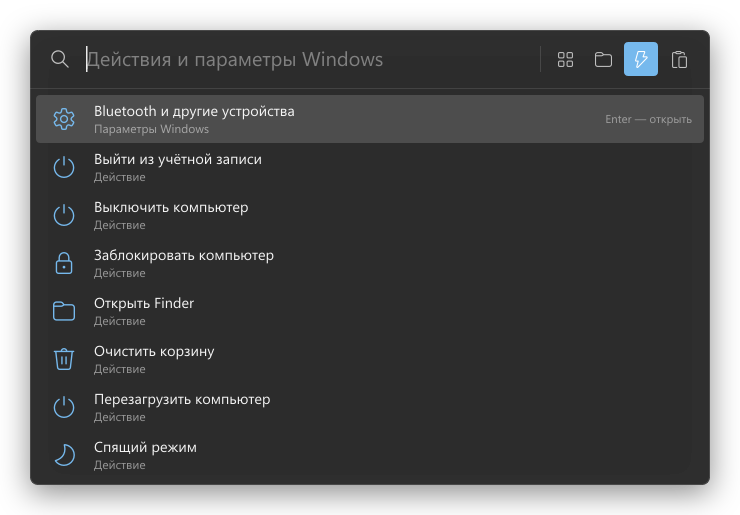 Действия и параметры Windows
Bluetooth и другие устройства
Параметры Windows
Enter — открыть
Выйти из учётной записи
Действие
Выключить компьютер
Действие
Заблокировать компьютер
Действие
Открыть Finder
Действие
Очистить корзину
Действие
Перезагрузить компьютер
Действие
Спящий режим
Действие